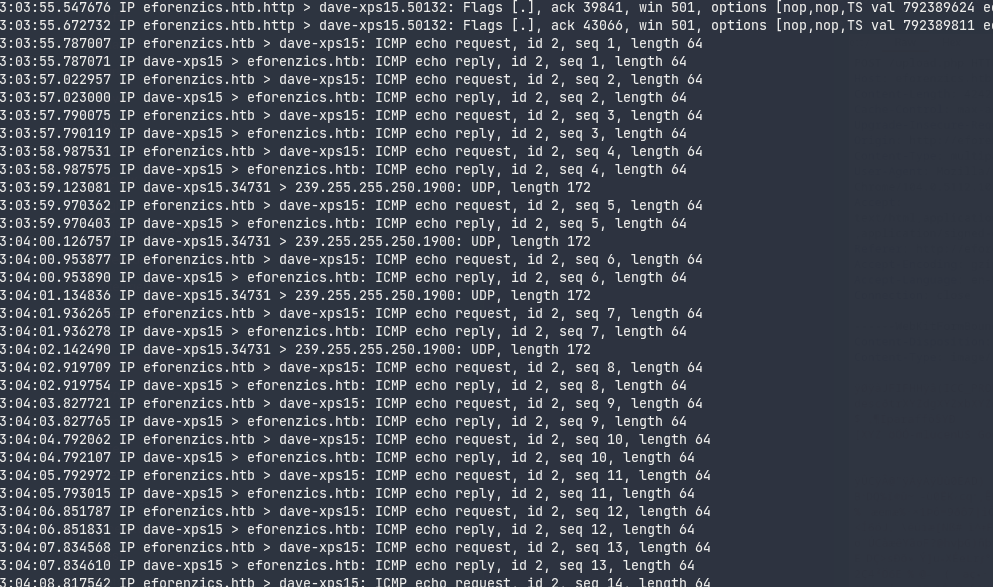 3:03:55.547676 IP eforenzics.htb.http > dave-xps15.50132: Flags [.], ack 39841, win 501, options [nop,nop,TS val 792389624 e
3:03:55.672732 IP eforenzics.htb.http > dave-xps15.50132: Flags [.], ack 43066, win 501, options [nop,nop,TS val 792389811 e
3:03:55.787007 IP eforenzics.htb > dave-xps15: ICMP echo request, id 2, seq 1, length 64
3:03:55.787071 IP dave-xps15 > eforenzics.htb: ICMP echo reply, id 2, seq 1, length 64
3:03:57.022957 IP eforenzics.htb > dave-xps15: ICMP echo request, id 2, seq 2, length 64
3:03:57.023000 IP dave-xps15 > eforenzics.htb: ICMP echo reply, id 2, seq 2, length 64
3:03:57.790075 IP eforenzics.htb > dave-xps15: ICMP echo request, id 2, seq 3, length 64
3:03:57.790119 IP dave-xps15 > eforenzics.htb: ICMP echo reply, id 2, seq 3, length 64
3:03:58.987531 IP eforenzics.htb > dave-xps15: ICMP echo request, id 2, seq 4, length 64
3:03:58.987575 IP dave-xps15 > eforenzics.htb: ICMP echo reply, id 2, seq 4, length 64
3:03:59.123081 IP dave-xps15.34731 > 239.255.255.250.1900: UDP, length 172
3:03:59.970362 IP eforenzics.htb > dave-xps15: ICMP echo request, id 2, seq 5, length 64
3:03:59.970403 IP dave-xps15 > eforenzics.htb: ICMP echo reply, id 2, seq 5, length 64
3:04:00.126757 IP dave-xps15.34731 > 239.255.255.250.1900: UDP, length 172
3:04:00.953877 IP eforenzics.htb > dave-xps15: ICMP echo request, id 2, seq 6, length 64
3:04:00.953890 IP dave-xps15 > eforenzics.htb: ICMP echo reply, id 2, seq 6, length 64
3:04:01.134836 IP dave-xps15.34731 > 239.255.255.250.1900: UDP, length 172
3:04:01.936265 IP eforenzics.htb > dave-xps15: ICMP echo request, id 2, seq 7, length 64
3:04:01.936278 IP dave-xps15 > eforenzics.htb: ICMP echo reply, id 2, seq 7, length 64
3:04:02.142490 IP dave-xps15.34731 > 239.255.255.250.1900: UDP, length 172
3:04:02.919709 IP eforenzics.htb > dave-xps15: ICMP echo request, id 2, seq 8, length 64
3:04:02.919754 IP dave-xps15 > eforenzics.htb: ICMP echo reply, id 2, seq 8, length 64
3:04:03.827721 IP eforenzics.htb > dave-xps15: ICMP echo request, id 2, seq 9, length 64
3:04:03.827765 IP dave-xps15 > eforenzics.htb: ICMP echo reply, id 2, seq 9, length 64
3:04:04.792062 IP eforenzics.htb > dave-xps15: ICMP echo request, id 2, seq 10, length 64
3:04:04.792107 IP dave-xps15 > eforenzics.htb: ICMP echo reply, id 2, seq 10, length 64
3:04:05.792972 IP eforenzics.htb > dave-xps15: ICMP echo request, id 2, seq 11, length 64
3:04:05.793015 IP dave-xps15 > eforenzics.htb: ICMP echo reply, id 2, seq 11, length 64
3:04:06.851787 IP eforenzics.htb > dave-xps15: ICMP echo request, id 2, seq 12, length 64
3:04:06.851831 IP dave-xps15 > eforenzics.htb: ICMP echo reply, id 2, seq 12, length 64
3:04:07.834568 IP eforenzics.htb > dave-xps15: ICMP echo request, id 2, seq 13, length 64
3:04:07.834610 IP dave-xps15 > eforenzics.htb: ICMP echo reply, id 2, seq 13, length 64
3:04:08.817542 IP eforenzics.htb > dave-xps15: ICMP echo request, id 2, seq 14, length 64